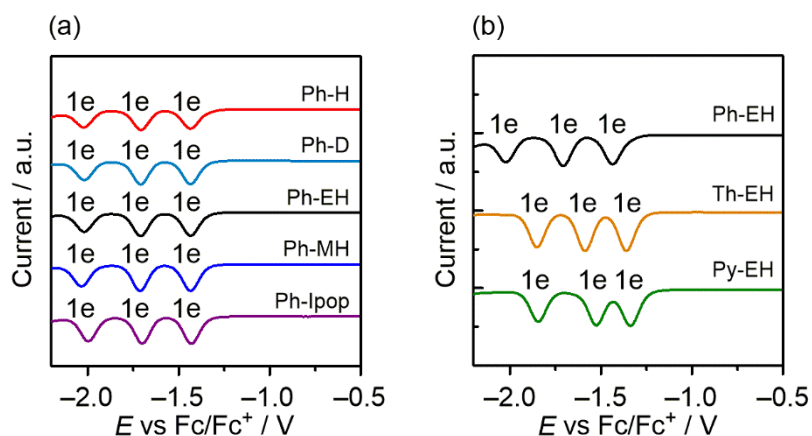 (a)
Current / a.u.
1e 1e 1e Ph-H
1e 1e 1e Ph-D
1e 1e 1e Ph-EH
1e 1e 1e Ph-MH
1e 1e 1e Ph-Ipop
–2.0 –1.5 –1.0 –0.5
E vs Fc/Fc⁺ / V
(b)
Current / a.u.
1e 1e 1e Ph-EH
1e 1e 1e Th-EH
1e 1e 1e Py-EH
–2.0 –1.5 –1.0 –0.5
E vs Fc/Fc⁺ / V